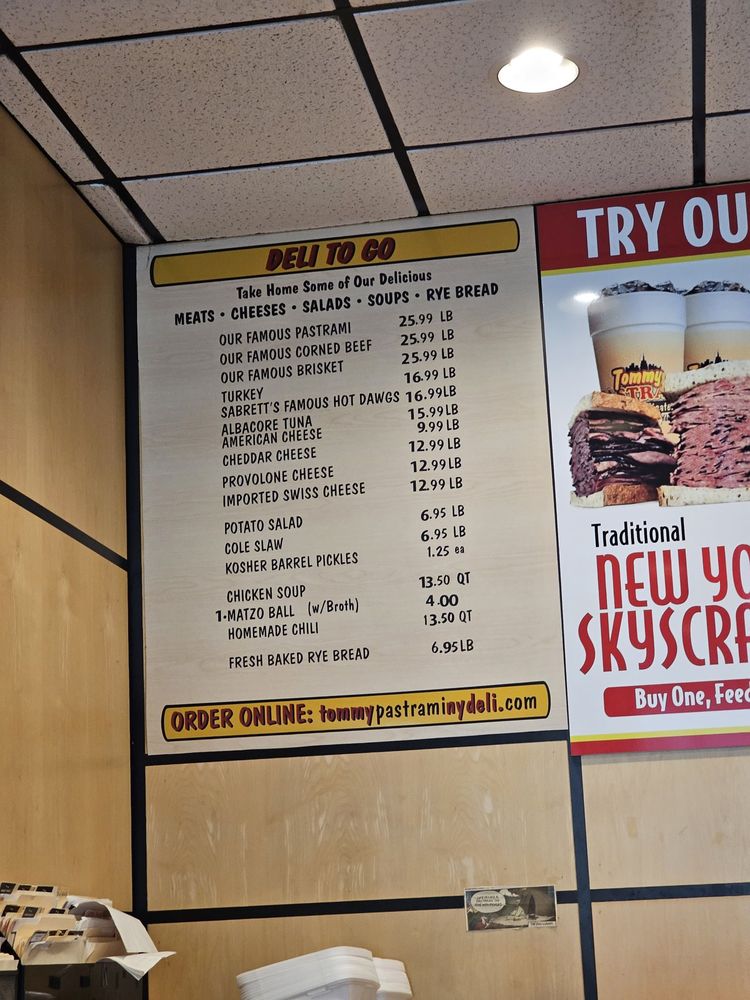 DELI TO GO
Take Home Some of Our Delicious
MEATS • CHEESES • SALADS • SOUPS • RYE BREAD
OUR FAMOUS PASTRAMI 25.99 LB
OUR FAMOUS CORNED BEEF 25.99 LB
OUR FAMOUS BRISKET 25.99 LB
TURKEY 16.99 LB
SABRETT'S FAMOUS HOT DAWGS 16.99LB
ALBACORE TUNA 15.99 LB
AMERICAN CHEESE 9.99 LB
CHEDDAR CHEESE 12.99 LB
PROVOLONE CHEESE 12.99 LB
IMPORTED SWISS CHEESE 12.99 LB
POTATO SALAD 6.95 LB
COLE SLAW 6.95 LB
KOSHER BARREL PICKLES 1.25 ea
CHICKEN SOUP 13.50 QT
1-MATZO BALL (w/Broth) 4.00
HOMEMADE CHILI 13.50 QT
FRESH BAKED RYE BREAD 6.95LB
ORDER ONLINE: tommypastraminydeli.com
TRY OU
Tommy
Traditional
NEW YO
SKYSCRA
Buy One, Feed